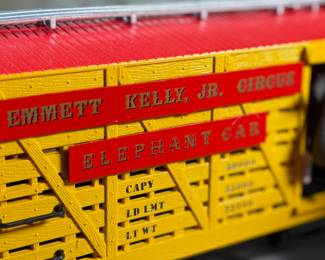 EMMETT KELLY, JR. CIRCUS
ELEPHANT CAR
CAPY
LD LMT
LT WT